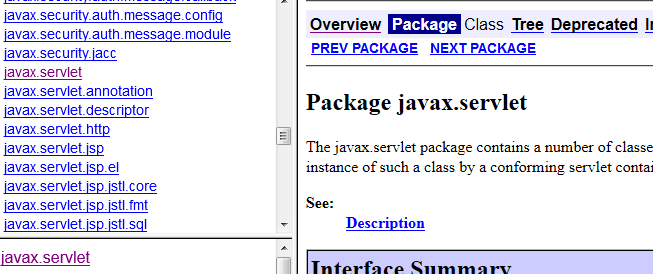 javax.security.auth.message.config
javax.security.auth.message.module
javax.security.jacc
javax.servlet
javax.servlet.annotation
javax.servlet.descriptor
javax.servlet.http
javax.servlet.jsp
javax.servlet.jsp.el
javax.servlet.jsp.jstl.core
javax.servlet.jsp.jstl.fmt
javax.servlet.jsp.jstl.sql
javax.servlet
Overview Package Class Tree Deprecated
PREV PACKAGE NEXT PACKAGE
Package javax.servlet
The javax.servlet package contains a number of classe
instance of such a class by a conforming servlet contai
See:
Description
Interface Summary